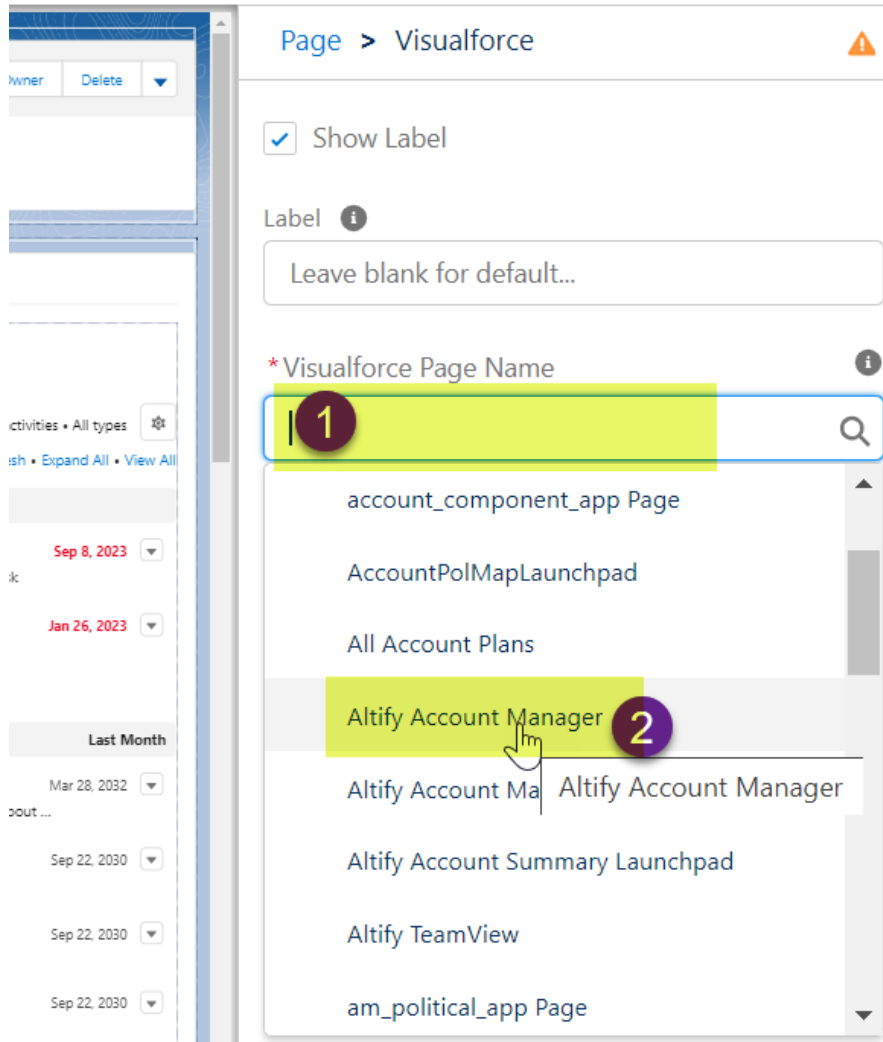 Owner Delete
ctivities • All types
esh • Expand All • View All
Sep 8, 2023
sk
Jan 26, 2023
Last Month
Mar 28, 2032
bout ...
Sep 22, 2030
Sep 22, 2030
Sep 22, 2030
Page > Visualforce
Show Label
Label
Leave blank for default...
* Visualforce Page Name
1
account_component_app Page
AccountPolMapLaunchpad
All Account Plans
Altify Account Manager
2
Altify Account Ma
Altify Account Manager
Altify Account Summary Launchpad
Altify TeamView
am_political_app Page